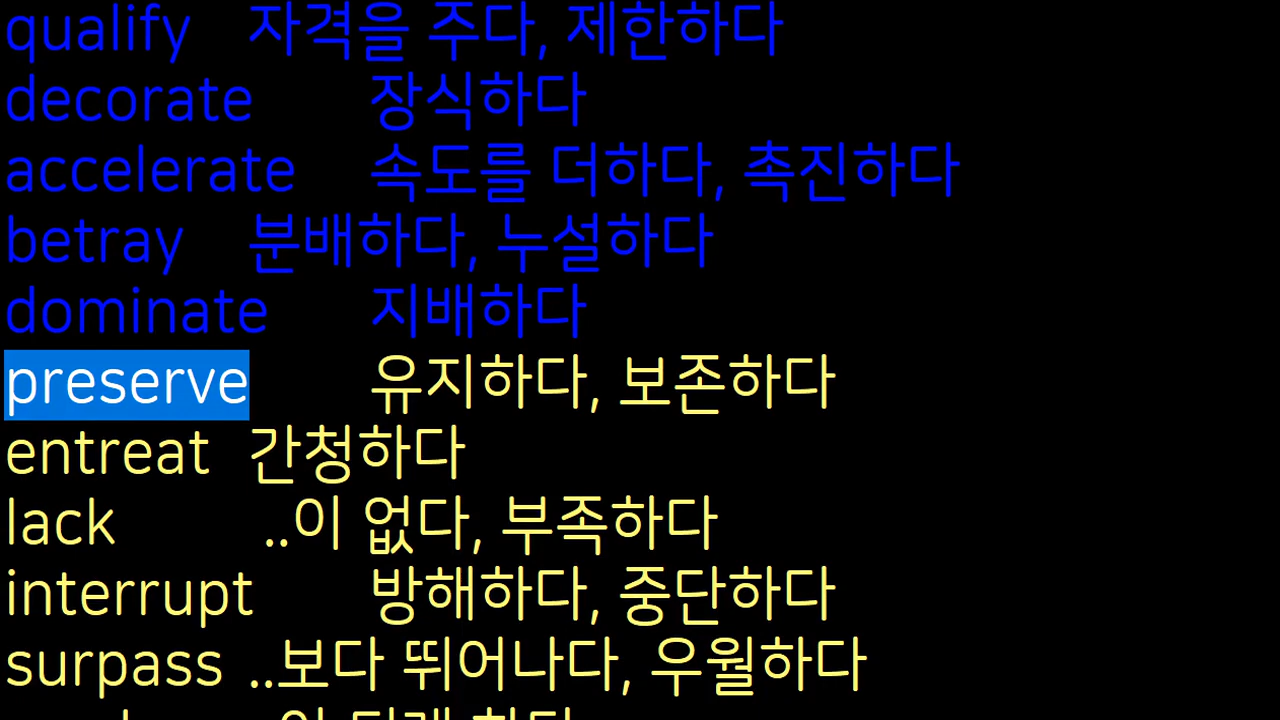 qualify 자격을 주다, 제한하다
decorate 장식하다
accelerate 속도를 더하다, 촉진하다
betray 분배하다, 누설하다
dominate 지배하다
preserve 유지하다, 보존하다
entreat 간청하다
lack ..이 없다, 부족하다
interrupt 방해하다, 중단하다
surpass ..보다 뛰어나다, 우월하다